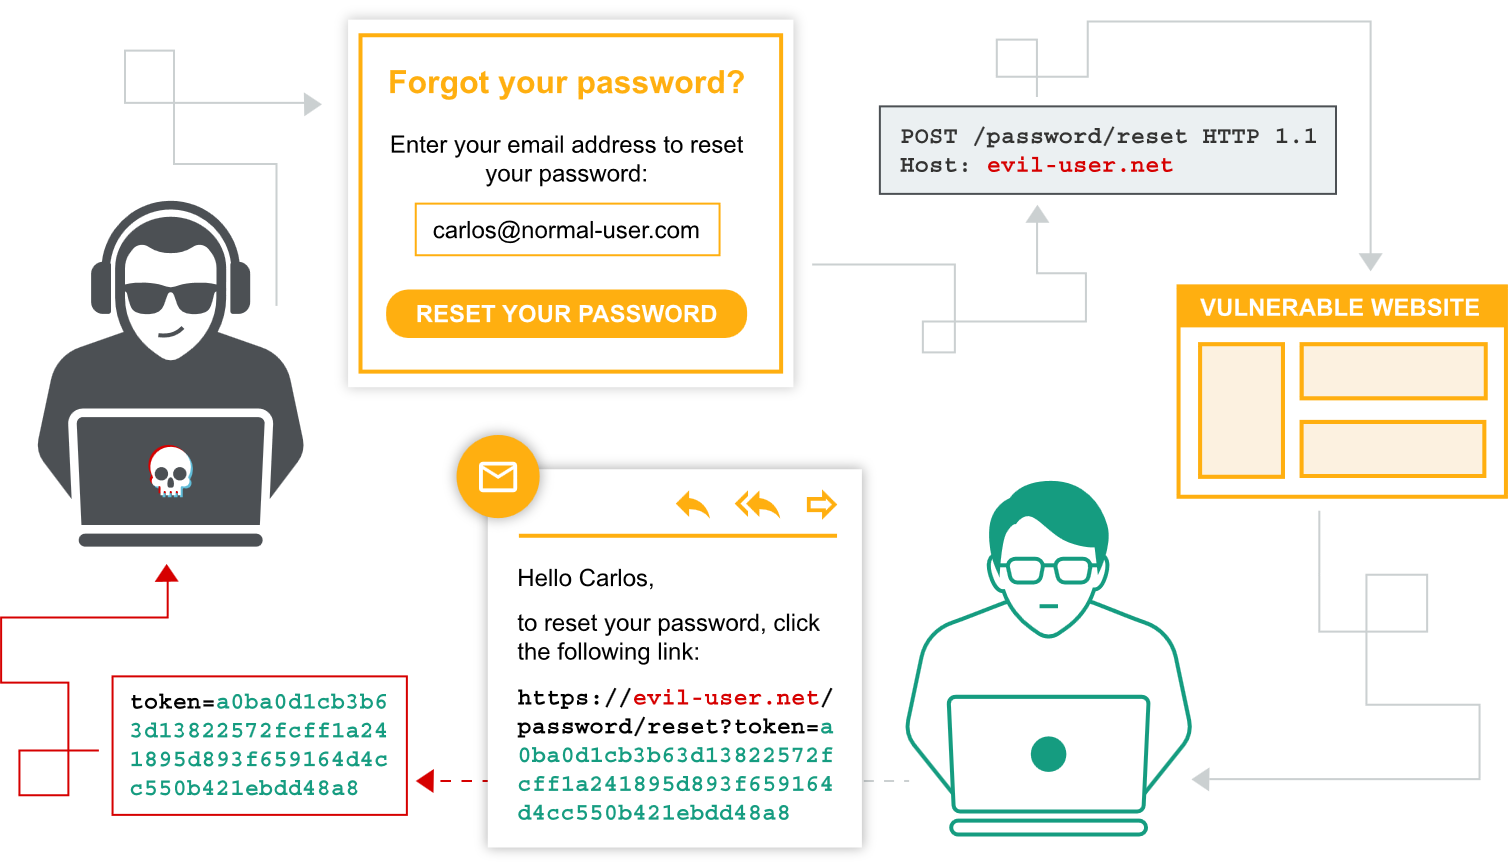 Forgot your password?
Enter your email address to reset
your password:
carlos@normal-user.com
RESET YOUR PASSWORD
POST /password/reset HTTP 1.1
Host: evil-user.net
VULNERABLE WEBSITE
Hello Carlos,
to reset your password, click
the following link:
https://evil-user.net/
password/reset?token=a
0ba0d1cb3b63d13822572f
cff1a241895d893f659164
d4cc550b421ebdd48a8
token=a0ba0d1cb3b6
3d13822572fcff1a24
1895d893f659164d4c
c550b421ebdd48a8